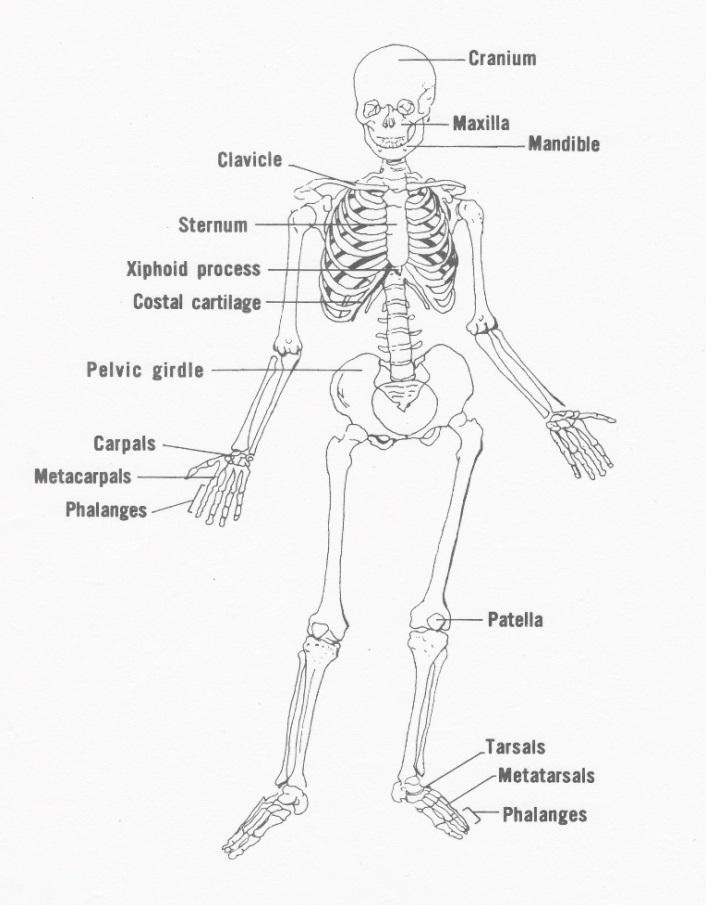 Cranium
Maxilla
Mandible
Clavicle
Sternum
Xiphoid process
Costal cartilage
Pelvic girdle
Carpals
Metacarpals
Phalanges
Patella
Tarsals
Metatarsals
Phalanges